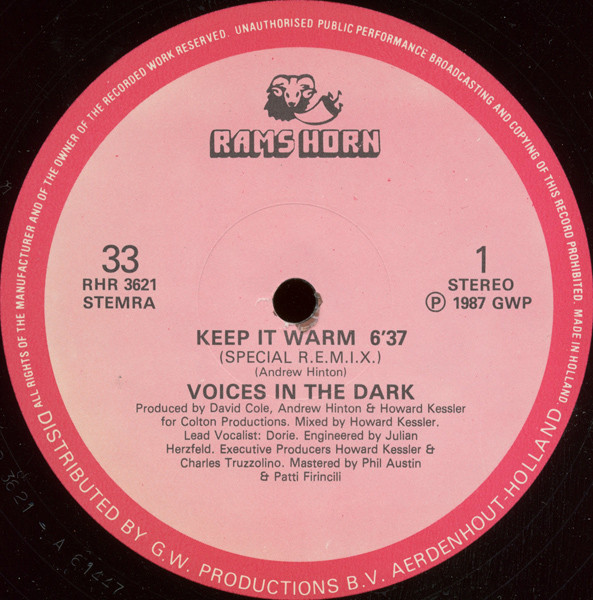 ALL RIGHTS OF THE MANUFACTURER AND OF THE OWNER OF THE RECORDED WORK RESERVED. UNAUTHORISED PUBLIC PERFORMANCE BROADCASTING AND COPYING OF THIS RECORD PROHIBITED. MADE IN HOLLAND.
RAMS HORN
33
RHR 3621
STEMRA
1
STEREO
Ⓟ 1987 GWP
KEEP IT WARM 6'37
(SPECIAL R.E.M.I.X.)
(Andrew Hinton)
VOICES IN THE DARK
Produced by David Cole, Andrew Hinton & Howard Kessler
for Colton Productions. Mixed by Howard Kessler.
Lead Vocalist: Dorie. Engineered by Julian
Herzfeld. Executive Producers Howard Kessler &
Charles Truzzolino. Mastered by Phil Austin
& Patti Firincili
DISTRIBUTED BY G.W. PRODUCTIONS B.V. AERDENHOUT-HOLLAND